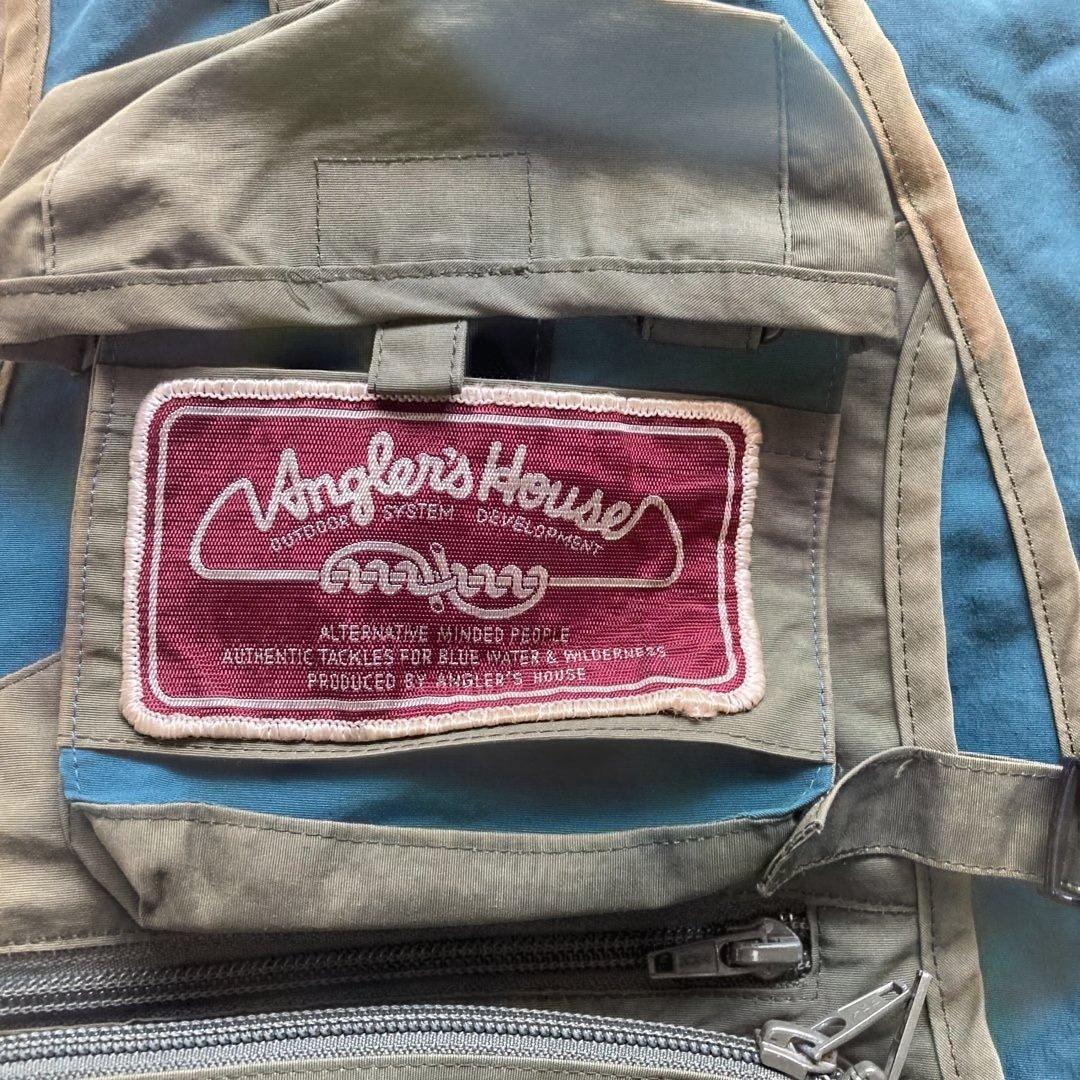 Angler's House
OUTDOOR SYSTEM DEVELOPMENT
ALTERNATIVE MINDED PEOPLE
AUTHENTIC TACKLES FOR BLUE WATER & WILDERNESS
PRODUCED BY ANGLER'S HOUSE